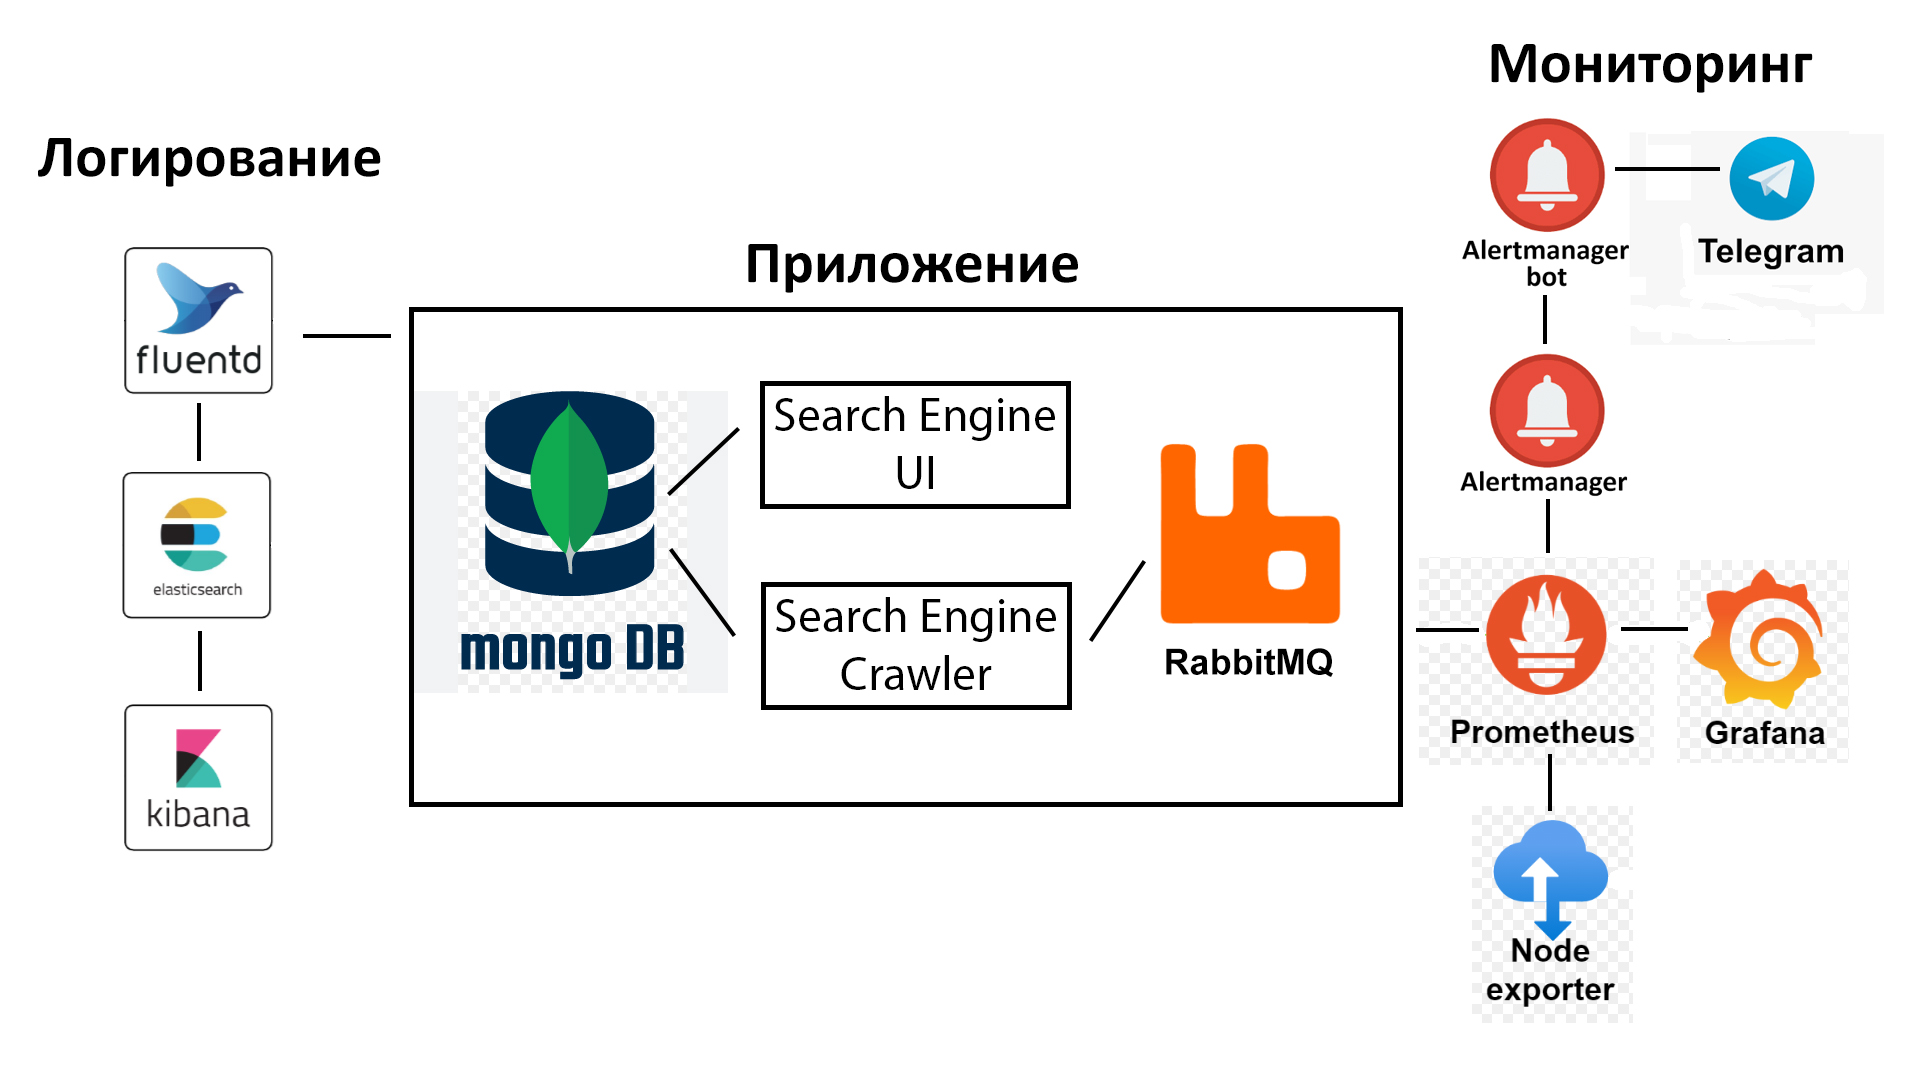 Логирование
fluentd
elasticsearch
kibana
Приложение
mongo DB
Search Engine
UI
Search Engine
Crawler
RabbitMQ
Мониторинг
Alertmanager
bot
Telegram
Alertmanager
Prometheus
Grafana
Node
exporter